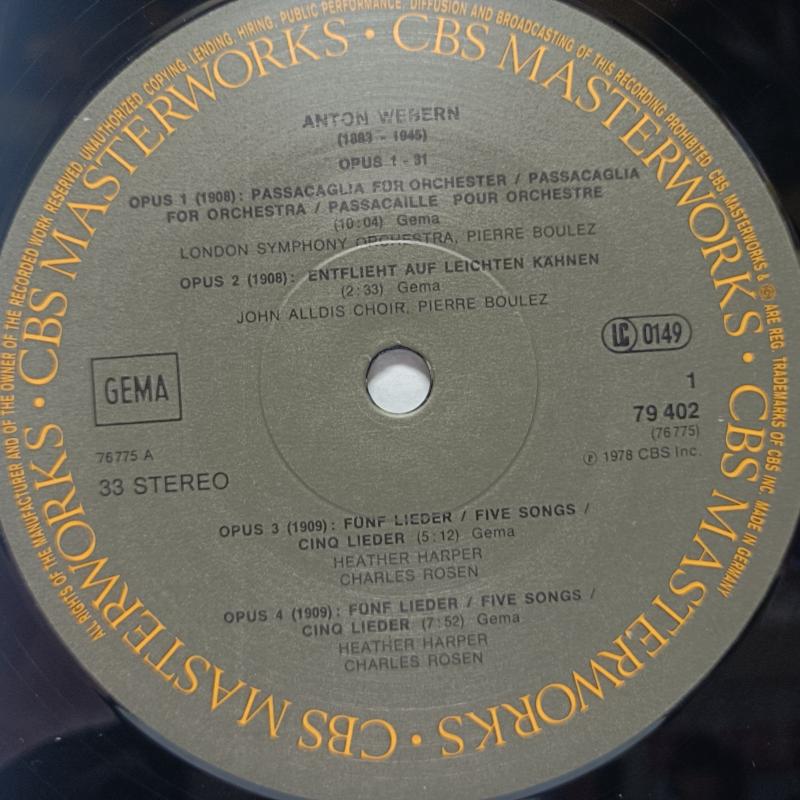 ALL RIGHTS OF THE MANUFACTURER AND OF THE OWNER OF THE RECORDED WORK RESERVED. UNAUTHORIZED COPYING, LENDING, HIRING, PUBLIC PERFORMANCE, DIFFUSION AND BROADCASTING OF THIS RECORDING PROHIBITED. CBS, MASTERWORKS & ARE REG. TRADEMARKS OF CBS INC. MADE IN GERMANY
CBS MASTERWORKS • CBS MASTERWORKS • CBS MASTERWORKS • CBS MASTERWORKS • CBS MASTERWORKS
ANTON WEBERN
(1883 - 1945)
OPUS 1 - 31
OPUS 1 (1908): PASSACAGLIA FÜR ORCHESTER / PASSACAGLIA
FOR ORCHESTRA / PASSACAILLE POUR ORCHESTRE
(10:04) Gema
LONDON SYMPHONY ORCHESTRA, PIERRE BOULEZ
OPUS 2 (1908): ENTFLIEHT AUF LEICHTEN KÄHNEN
(2:33) Gema
JOHN ALLDIS CHOIR, PIERRE BOULEZ
LC 0149
GEMA
1
79 402
(76775)
℗ 1978 CBS Inc.
76775 A
33 STEREO
OPUS 3 (1909): FÜNF LIEDER / FIVE SONGS /
CINQ LIEDER (5:12) Gema
HEATHER HARPER
CHARLES ROSEN
OPUS 4 (1909): FÜNF LIEDER / FIVE SONGS /
CINQ LIEDER (7:52) Gema
HEATHER HARPER
CHARLES ROSEN